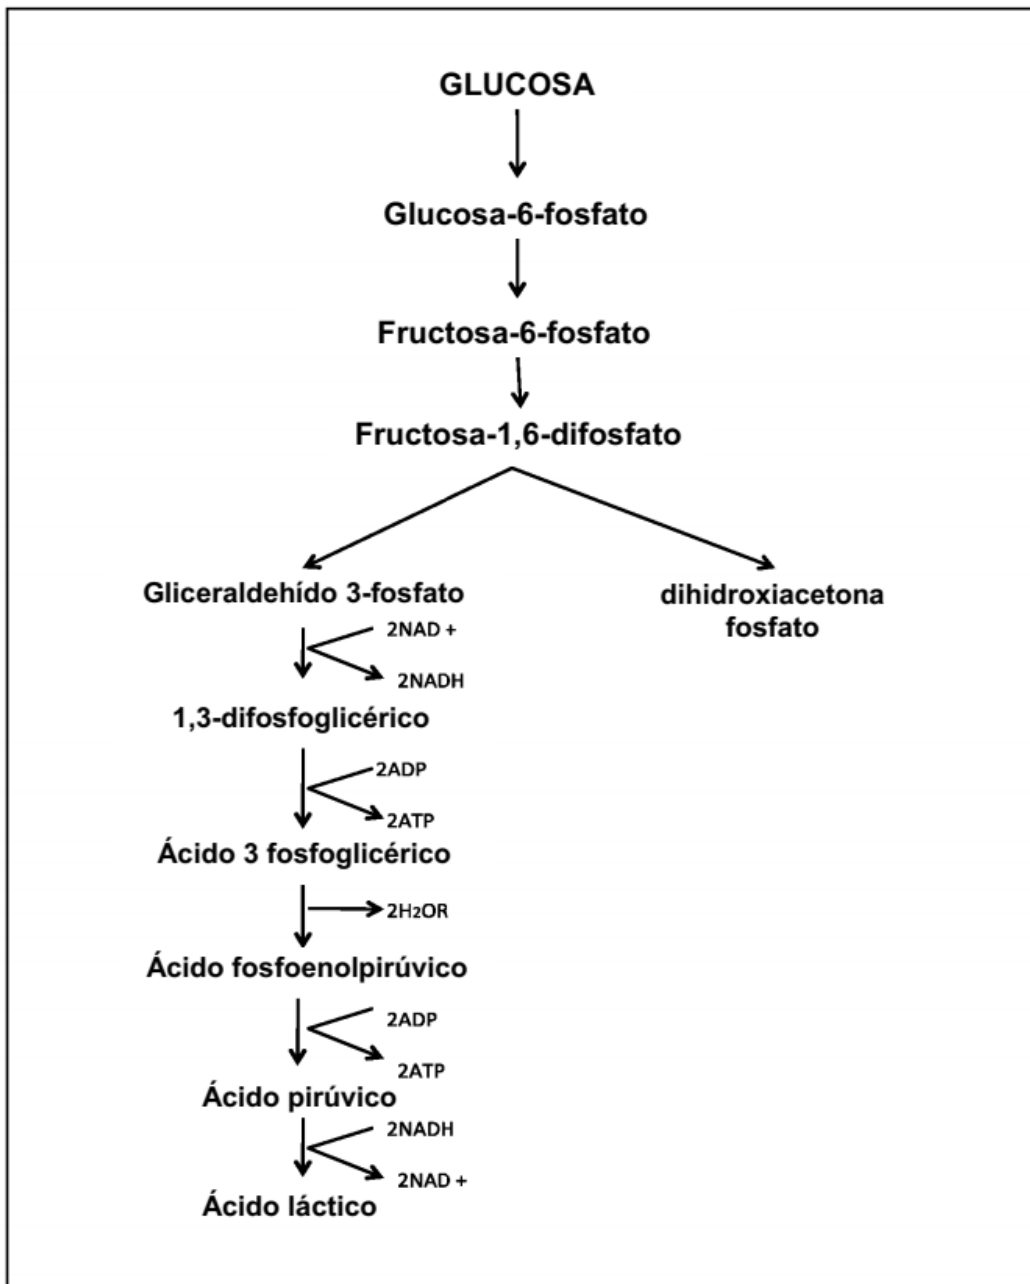 GLUCOSA
Glucosa-6-fosfato
Fructosa-6-fosfato
Fructosa-1,6-difosfato
Gliceraldehído 3-fosfato
dihidroxiacetona
fosfato
2NAD +
2NADH
1,3-difosfoglicérico
2ADP
2ATP
Ácido 3 fosfoglicérico
2H₂OR
Ácido fosfoenolpirúvico
2ADP
2ATP
Ácido pirúvico
2NADH
2NAD +
Ácido láctico